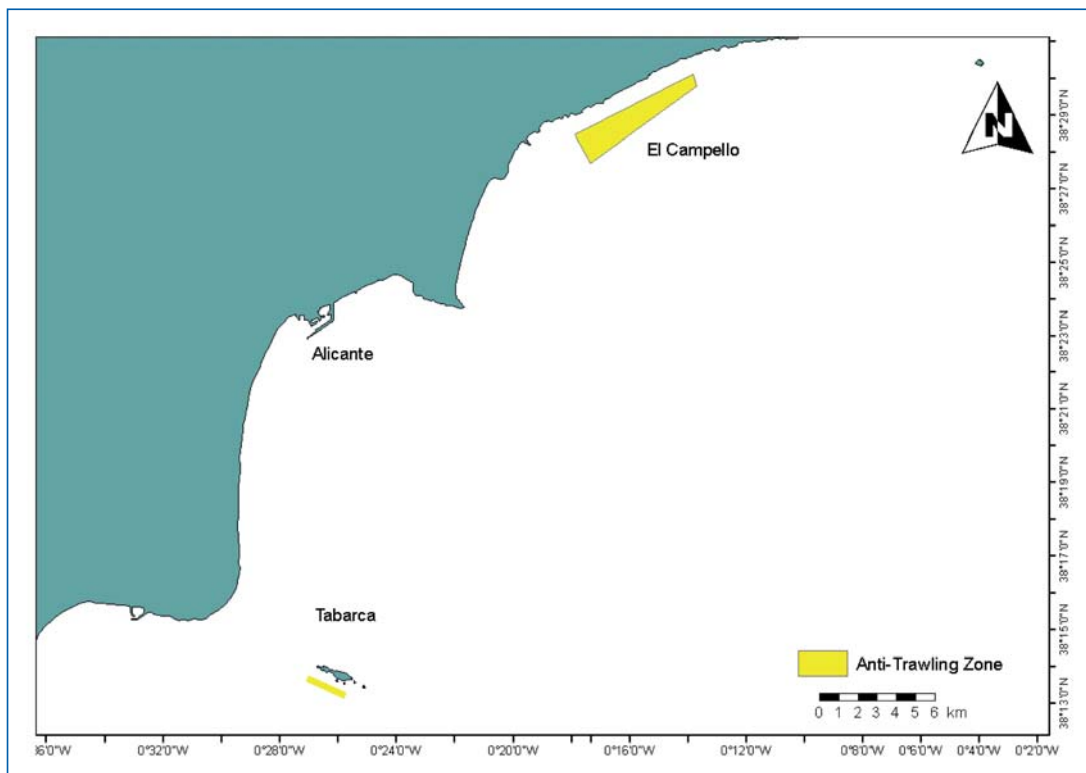 N
El Campello
Alicante
Tabarca
Anti-Trawling Zone
0 1 2 3 4 5 6 km
38°29'0"N
38°27'0"N
38°25'0"N
38°23'0"N
38°21'0"N
38°19'0"N
38°17'0"N
38°15'0"N
38°13'0"N
36'0"W 0°32'0"W 0°28'0"W 0°24'0"W 0°20'0"W 0°16'0"W 0°12'0"W 0°8'0"W 0°6'0"W 0°4'0"W 0°2'0"W